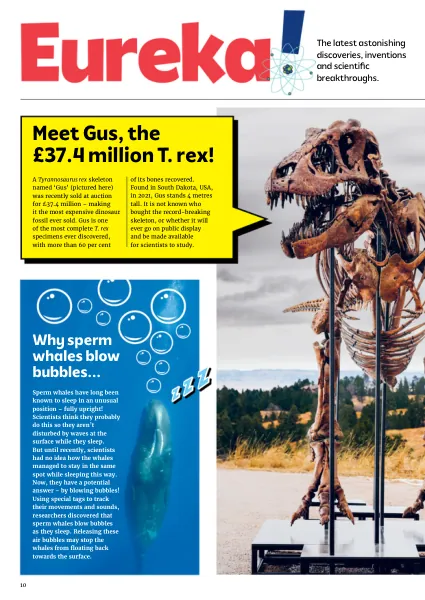 Eureka!
The latest astonishing
discoveries, inventions
and scientific
breakthroughs.
Meet Gus, the
£37.4 million T. rex!
A Tyrannosaurus rex skeleton
named ‘Gus’ (pictured here)
was recently sold at auction
for £37.4 million – making
it the most expensive dinosaur
fossil ever sold. Gus is one
of the most complete T. rex
specimens ever discovered,
with more than 60 per cent
of its bones recovered.
Found in South Dakota, USA,
in 2021, Gus stands 4 metres
tall. It is not known who
bought the record-breaking
skeleton, or whether it will
ever go on public display
and be made available
for scientists to study.
Why sperm
whales blow
bubbles...
zzz
Sperm whales have long been
known to sleep in an unusual
position – fully upright!
Scientists think they probably
do this so they aren’t
disturbed by waves at the
surface while they sleep.
But until recently, scientists
had no idea how the whales
managed to stay in the same
spot while sleeping this way.
Now, they have a potential
answer – by blowing bubbles!
Using special tags to track
their movements and sounds,
researchers discovered that
sperm whales blow bubbles
as they sleep. Releasing these
air bubbles may stop the
whales from floating back
towards the surface.
10